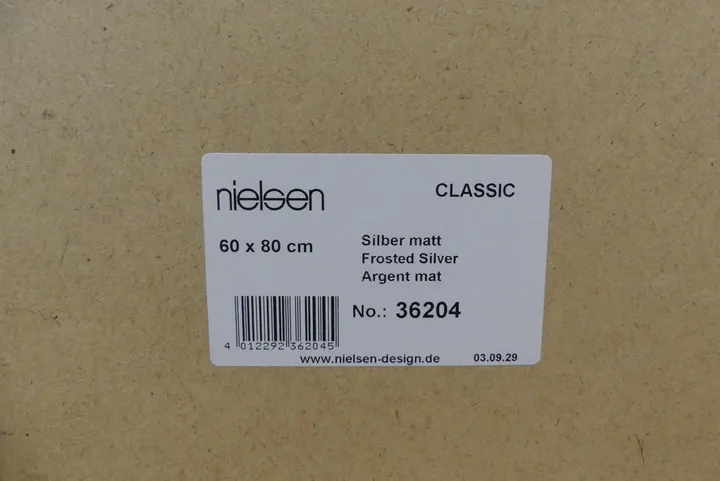 nielsen
CLASSIC
60 x 80 cm
Silber matt
Frosted Silver
Argent mat
No.: 36204
4 012292 362045
www.nielsen-design.de
03.09.29